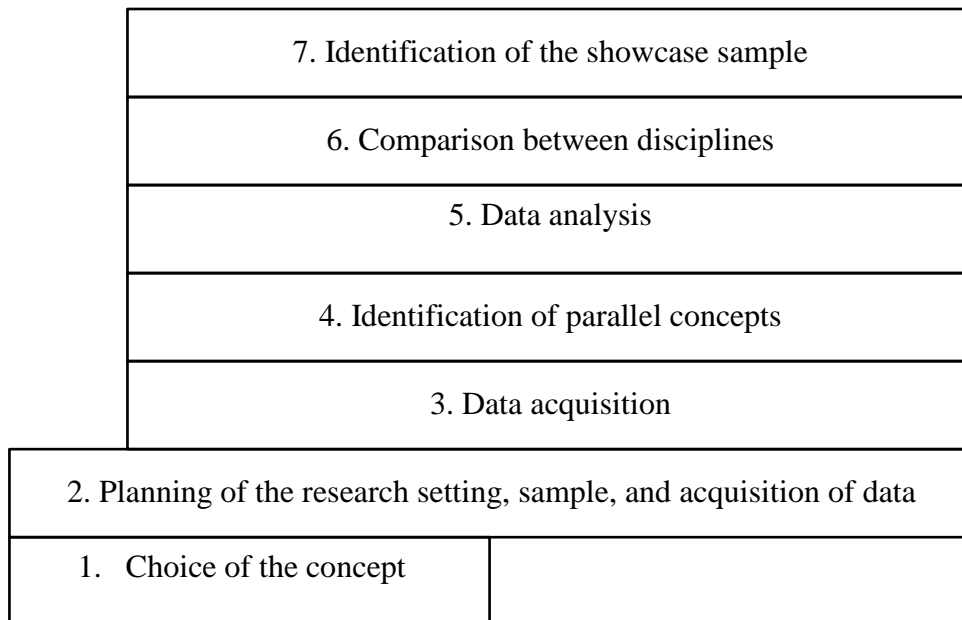 7. Identification of the showcase sample
6. Comparison between disciplines
5. Data analysis
4. Identification of parallel concepts
3. Data acquisition
2. Planning of the research setting, sample, and acquisition of data
1. Choice of the concept